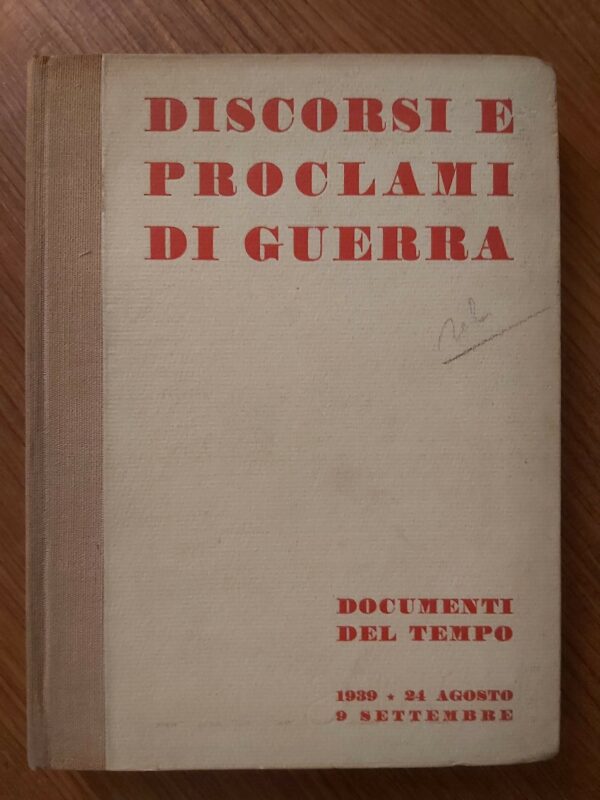 DISCORSI E
PROCLAMI
DI GUERRA
DOCUMENTI
DEL TEMPO
1939 ★ 24 AGOSTO
9 SETTEMBRE